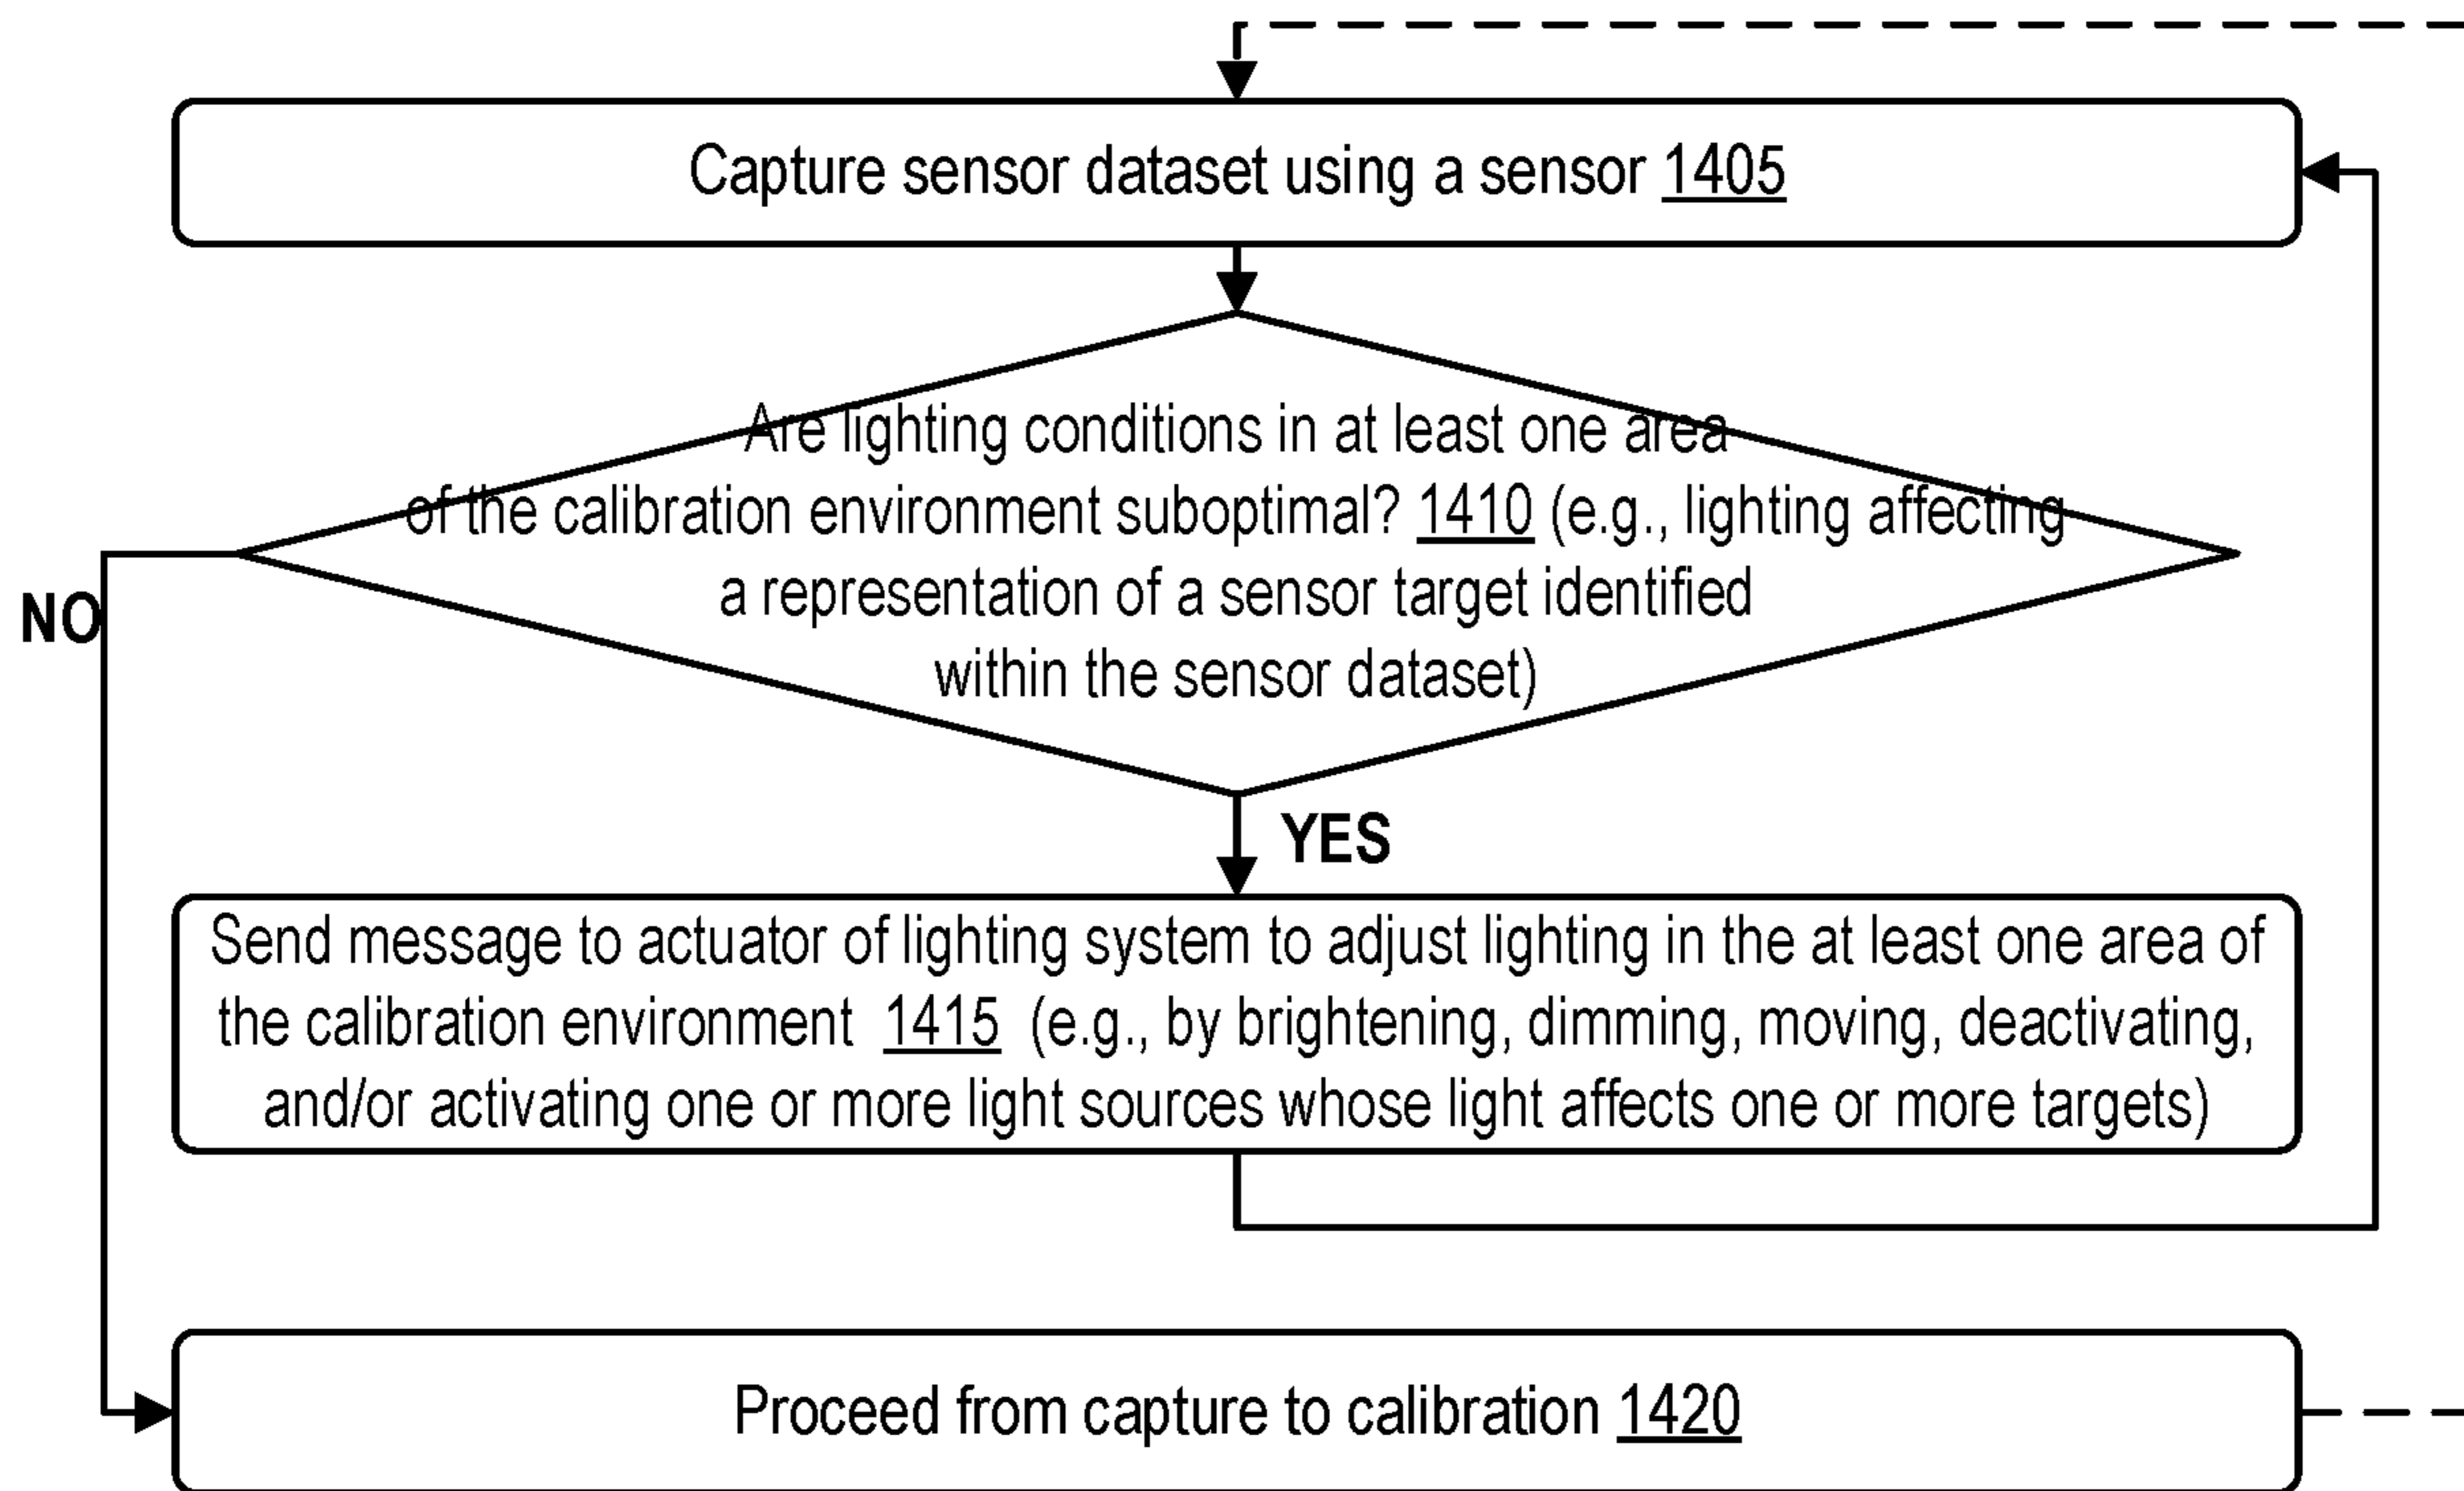 Capture sensor dataset using a sensor 1405
Are lighting conditions in at least one area
of the calibration environment suboptimal? 1410 (e.g., lighting affecting
a representation of a sensor target identified
within the sensor dataset)
NO
YES
Send message to actuator of lighting system to adjust lighting in the at least one area of
the calibration environment 1415 (e.g., by brightening, dimming, moving, deactivating,
and/or activating one or more light sources whose light affects one or more targets)
Proceed from capture to calibration 1420